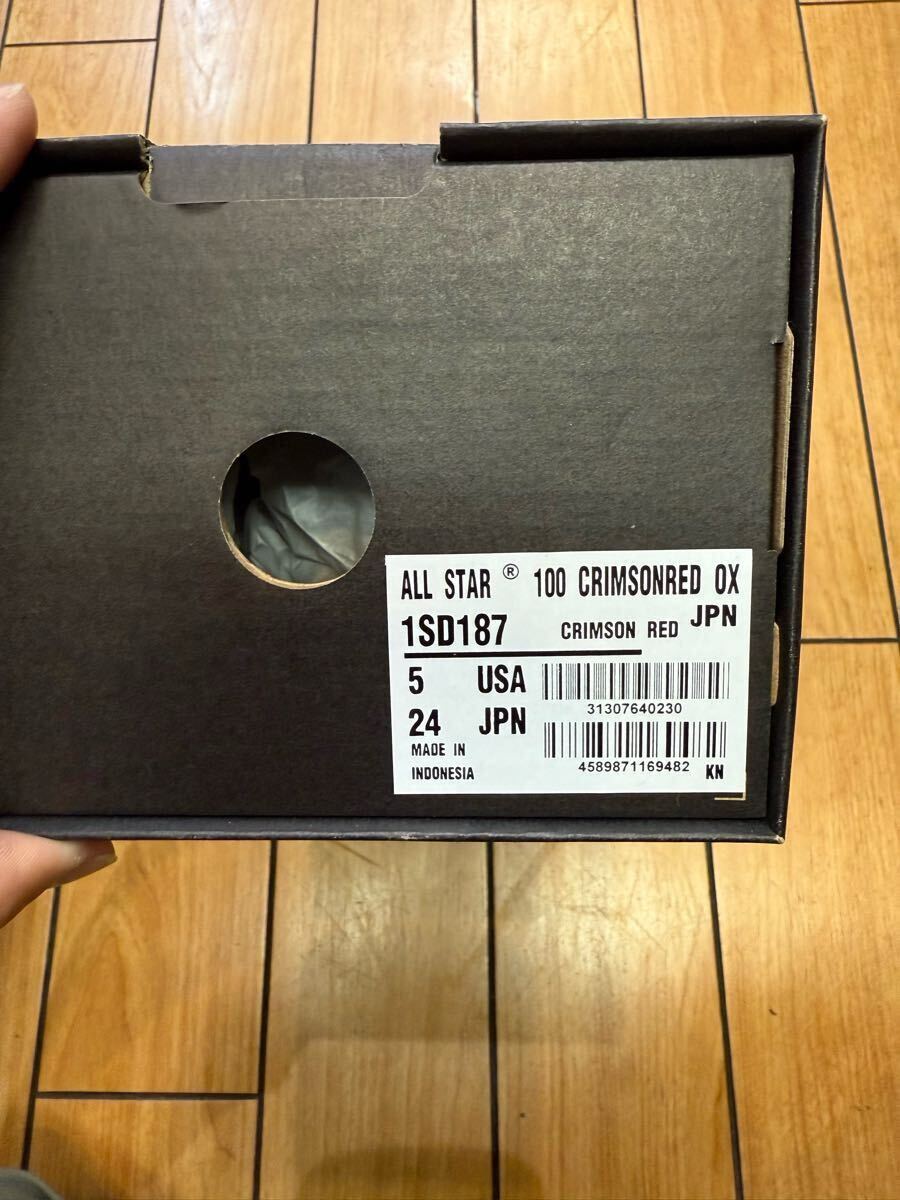 ALL STAR ® 100 CRIMSONRED OX
1SD187 CRIMSON RED JPN
5 USA
31307640230
24 JPN
MADE IN
INDONESIA
4589871169482 KN